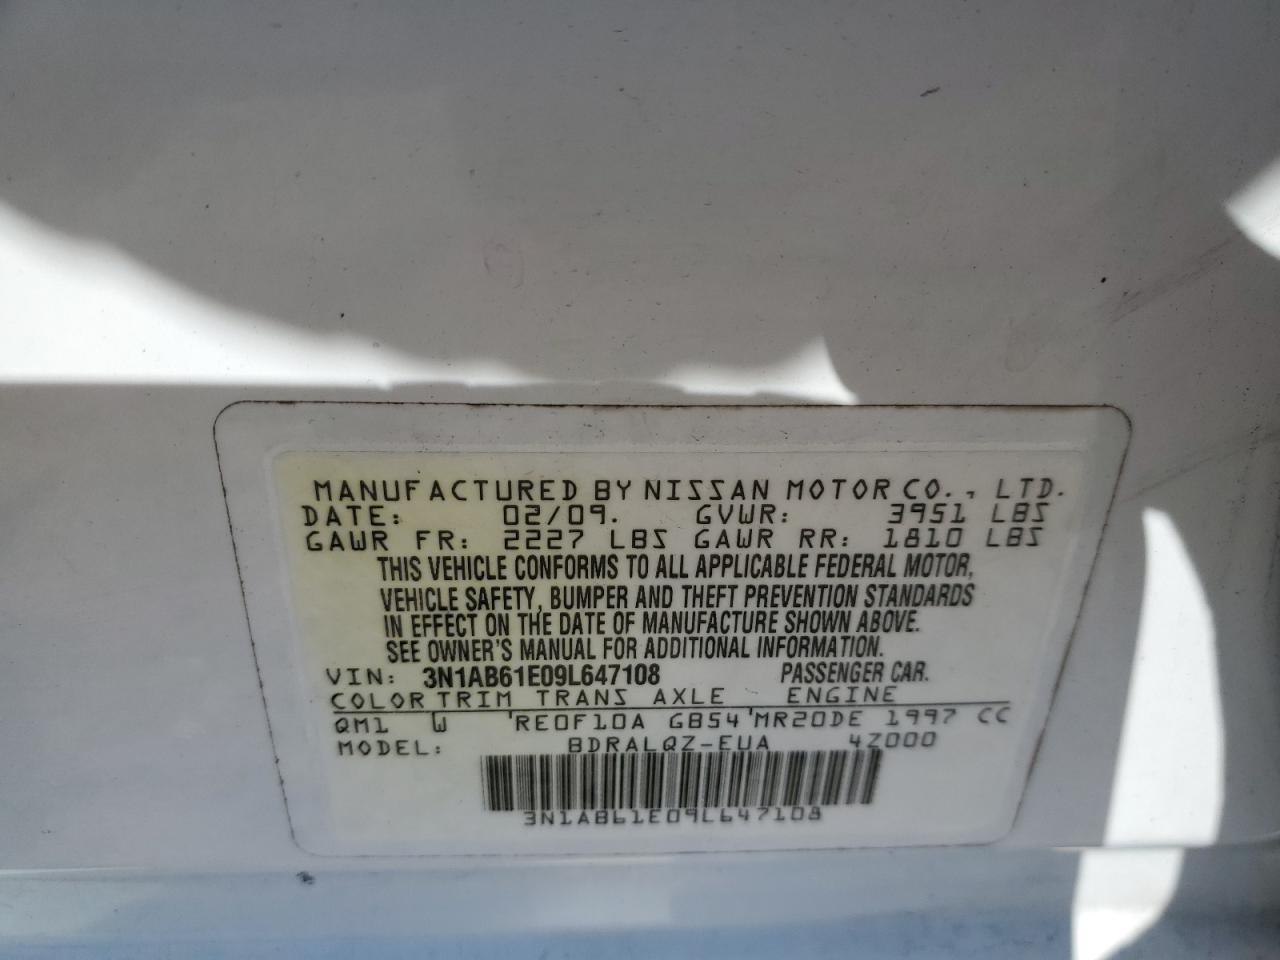 MANUFACTURED BY NISSAN MOTOR CO., LTD.
DATE: 02/09. GVWR: 3951 LBS
GAWR FR: 2227 LBS GAWR RR: 1810 LBS
THIS VEHICLE CONFORMS TO ALL APPLICABLE FEDERAL MOTOR,
VEHICLE SAFETY, BUMPER AND THEFT PREVENTION STANDARDS
IN EFFECT ON THE DATE OF MANUFACTURE SHOWN ABOVE.
SEE OWNER'S MANUAL FOR ADDITIONAL INFORMATION.
VIN: 3N1AB61E09L647108 PASSENGER CAR.
COLOR TRIM TRANS AXLE ENGINE
QM1 W 'RE0F10A GB54 'MR20DE 1997 CC
MODEL: BDRALQZ-EUA 4Z000
3N1AB61E09L647108